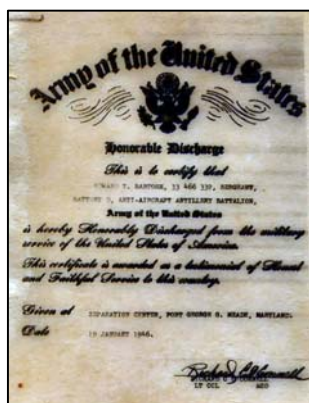 Army of the United States
Honorable Discharge
This is to certify that
33 466 332, SERGEANT,
ANTI-AIRCRAFT ARTILLERY BATTALION,
Army of the United States
is hereby Honorably Discharged from the military
service of the United States of America.
This certificate is awarded as a testimonial of Honest
and Faithful Service to this country.
Given at SEPARATION CENTER, FORT GEORGE G. MEADE, MARYLAND.
Date 19 JANUARY 1946.
LT COL AGD